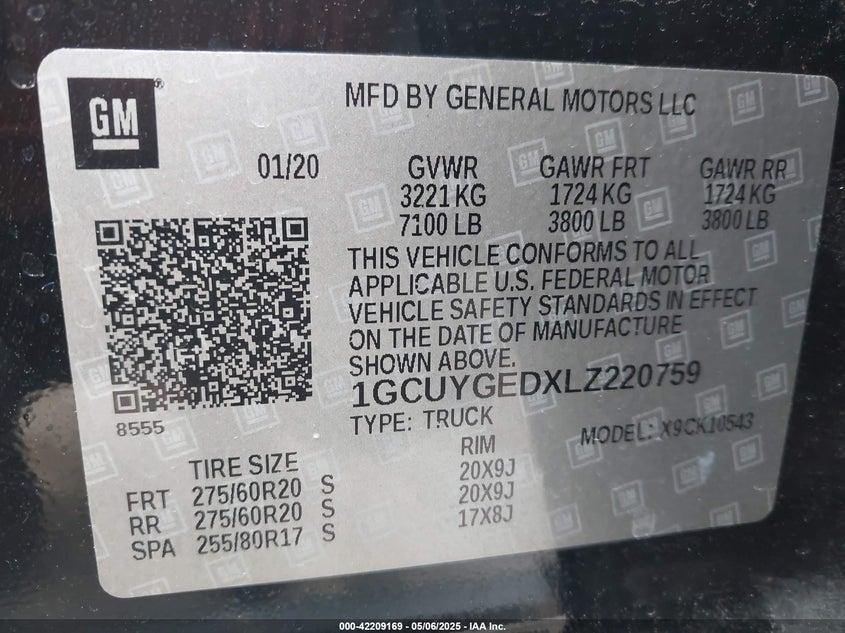 GM®
MFD BY GENERAL MOTORS LLC
01/20
GVWR GAWR FRT GAWR RR
3221 KG 1724 KG 1724 KG
7100 LB 3800 LB 3800 LB
THIS VEHICLE CONFORMS TO ALL
APPLICABLE U.S. FEDERAL MOTOR
VEHICLE SAFETY STANDARDS IN EFFECT
ON THE DATE OF MANUFACTURE
SHOWN ABOVE.
1GCUYGEDXLZ220759
8555
TYPE: TRUCK MODEL: X9CK10543
TIRE SIZE RIM
FRT 275/60R20 S 20X9J
RR 275/60R20 S 20X9J
SPA 255/80R17 S 17X8J
000-42209169 - 05/06/2025 - IAA Inc.